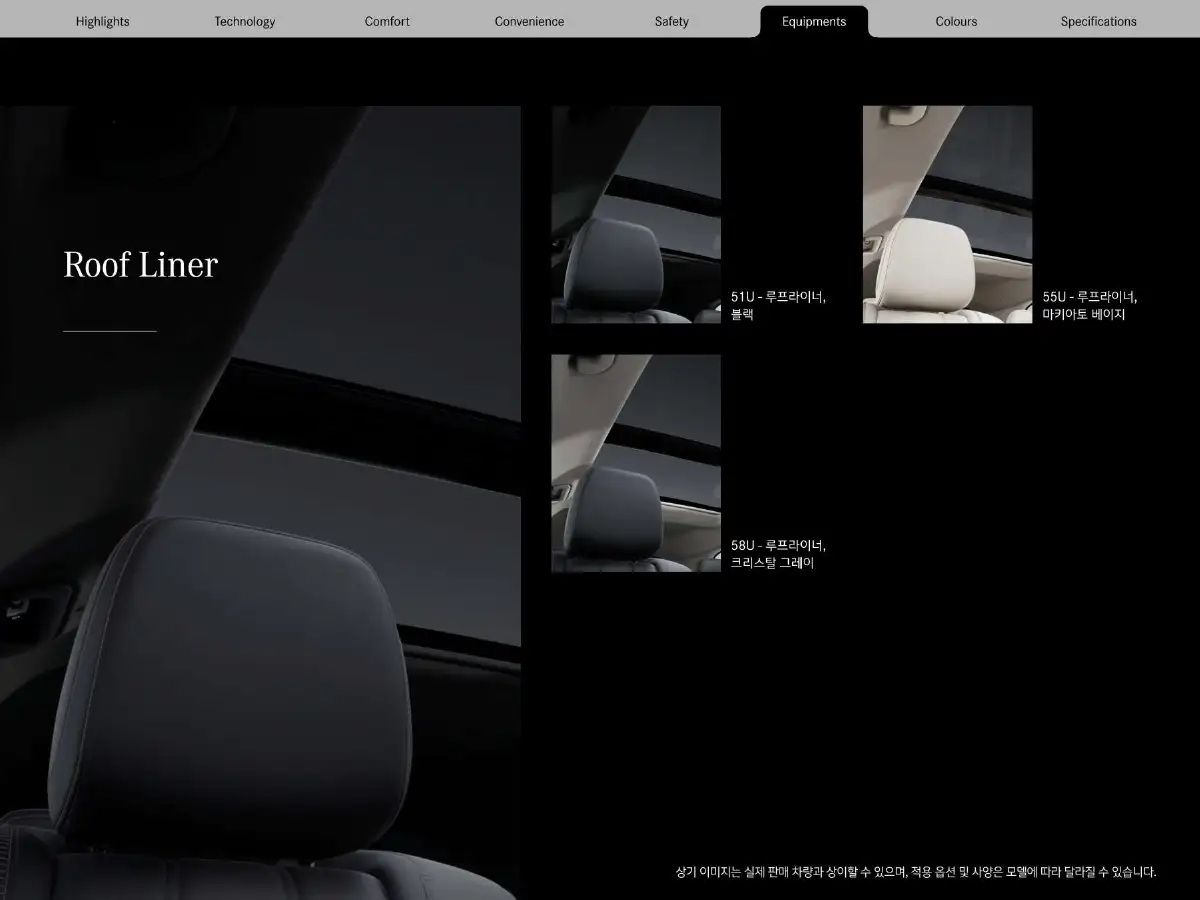 Highlights
Technology
Comfort
Convenience
Safety
Equipments
Colours
Specifications
Roof Liner
51U - 루프라이너,
블랙
55U - 루프라이너,
마키아토 베이지
58U - 루프라이너,
크리스탈 그레이
상기 이미지는 실제 판매 차량과 상이할 수 있으며, 적용 옵션 및 사양은 모델에 따라 달라질 수 있습니다.